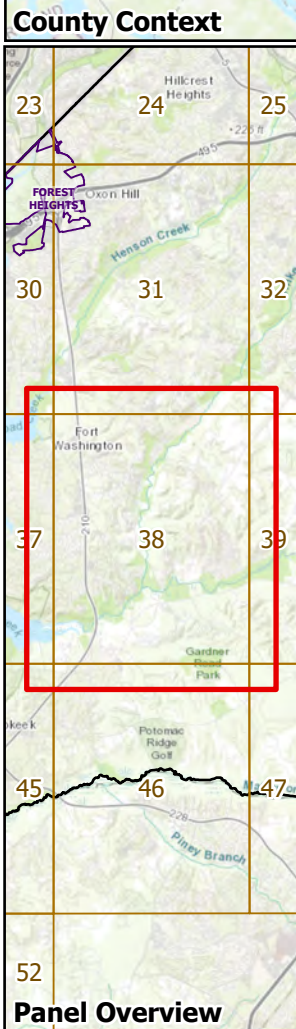 County Context
Hillcrest
Heights
23
24
25
226 ft
495
FOREST
HEIGHTS
Oxon Hill
Henson Creek
30
31
32
Fort
Washington
210
37
38
39
Gardner
Road
Park
Potomac
Ridge
Golf
45
46
47
228
Piney Branch
52
Panel Overview